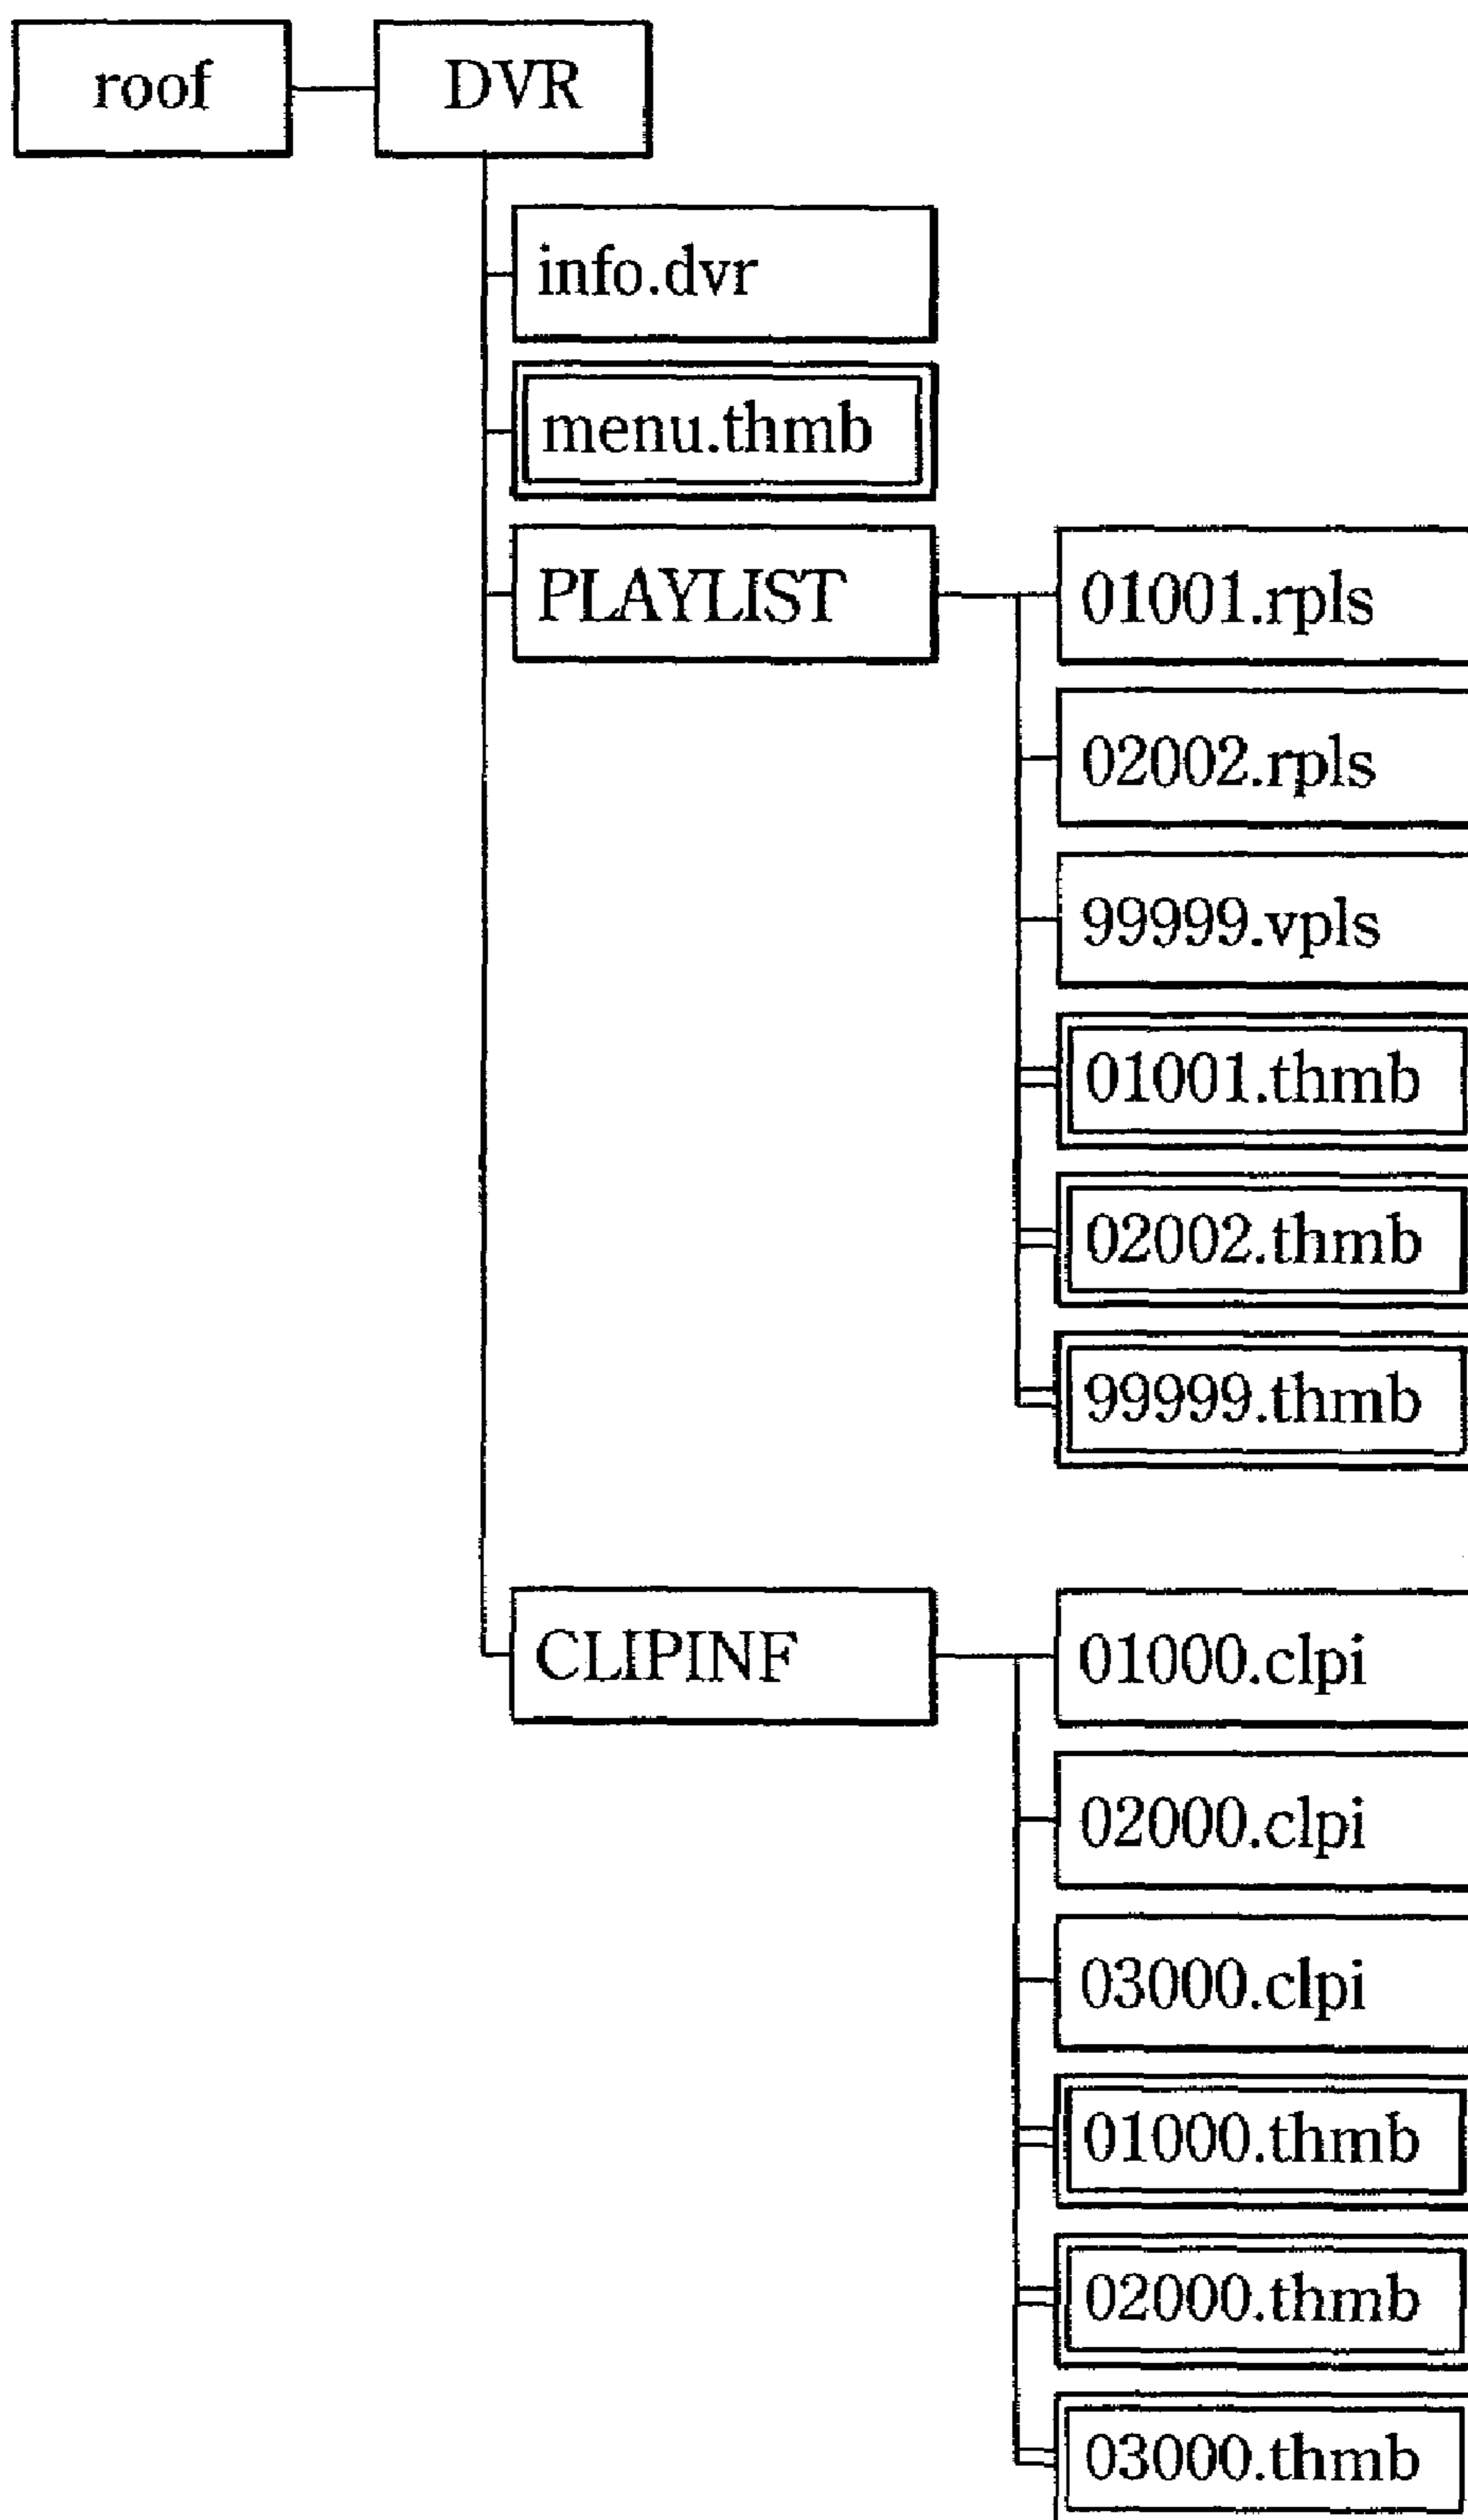 roof
DVR
info.dvr
menu.thmb
PLAYLIST
01001.rpls
02002.rpls
99999.vpls
01001.thmb
02002.thmb
99999.thmb
CLIPINF
01000.clpi
02000.clpi
03000.clpi
01000.thmb
02000.thmb
03000.thmb